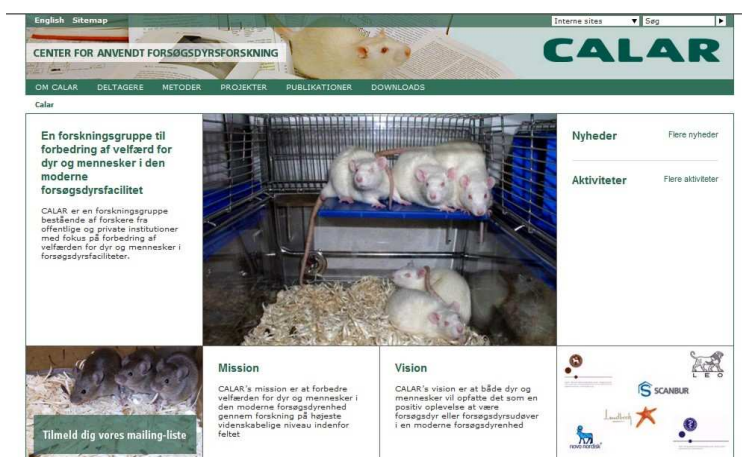 English Sitemap
Interne sites
Søg
CENTER FOR ANVENDT FORSØGSDYRSFORSKNING
CALAR
OM CALAR DELTAGERE METODER PROJEKTER PUBLIKATIONER DOWNLOADS
Calar
En forskningsgruppe til
forbedring af velfærd for
dyr og mennesker i den
moderne
forsøgsdyrsfacilitet
CALAR er en forskningsgruppe
bestående af forskere fra
offentlige og private institutioner
med fokus på forbedring af
velfærden for dyr og mennesker i
forsøgsdyrsfaciliteter.
Nyheder Flere nyheder
Aktiviteter Flere aktiviteter
Tilmeld dig vores mailing-liste
Mission
CALAR's mission er at forbedre
velfærden for dyr og mennesker i
den moderne forsøgsdyrenhed
gennem forskning på højeste
videnskabelige niveau indenfor
feltet
Vision
CALAR's vision er at både dyr og
mennesker vil opfatte det som en
positiv oplevelse at være
forsøgsdyr eller forsøgsdyrsudøver
i en moderne forsøgsdyrenhed
LEO
SCANBUR
Lundbeck
novo nordisk